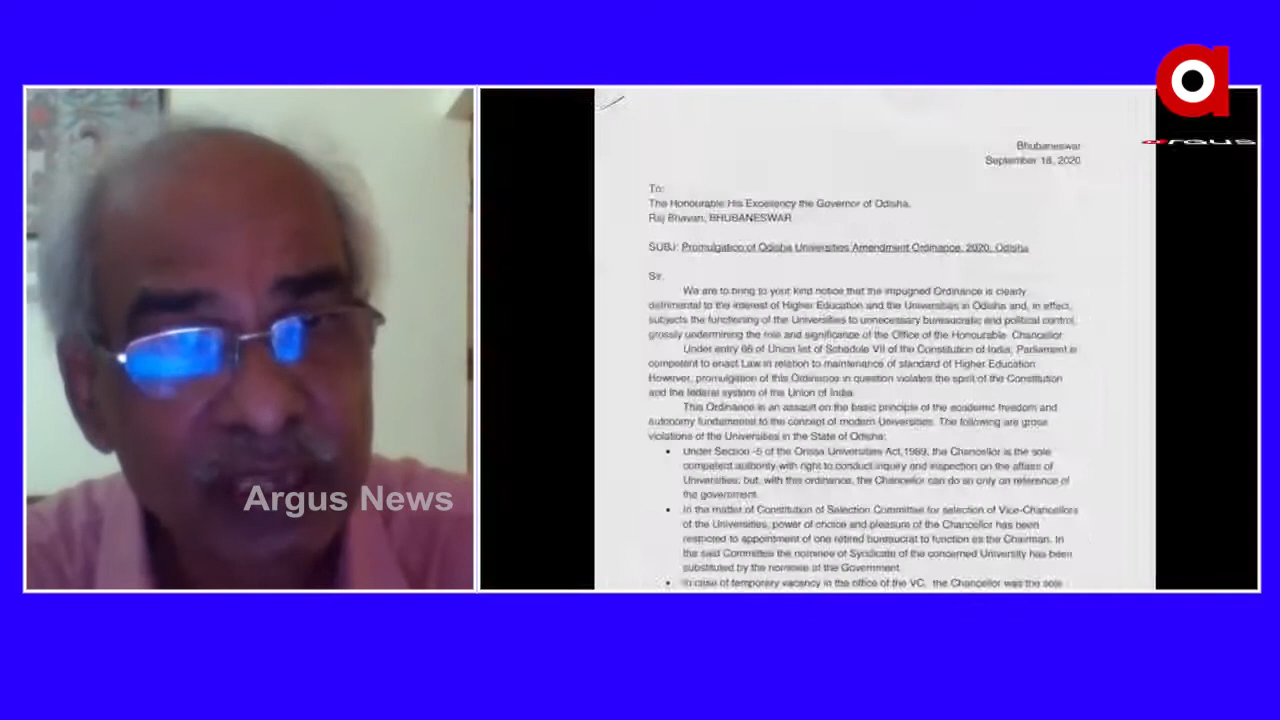 argus
Argus News
Bhubaneswar
September 18, 2020
To:
The Honourable His Excellency the Governor of Odisha,
Raj Bhavan, BHUBANESWAR
SUBJ: Promulgation of Odisha Universities Amendment Ordinance, 2020, Odisha
Sir,
We are to bring to your kind notice that the impugned Ordinance is clearly
detrimental to the interest of Higher Education and the Universities in Odisha and, in effect,
subjects the functioning of the Universities to unnecessary bureaucratic and political control,
grossly undermining the role and significance of the Office of the Honourable Chancellor.
Under entry 66 of Union list of Schedule VII of the Constitution of India, Parliament is
competent to enact Law in relation to maintenance of standard of Higher Education.
However, promulgation of this Ordinance in question violates the spirit of the Constitution
and the federal system of the Union of India.
This Ordinance is an assault on the basic principle of the academic freedom and
autonomy fundamental to the concept of modern Universities. The following are gross
violations of the Universities in the State of Odisha:
• Under Section -5 of the Orissa Universities Act,1989, the Chancellor is the sole
competent authority with right to conduct inquiry and inspection on the affairs of
Universities; but, with this ordinance, the Chancellor can do so only on reference of
the government.
• In the matter of Constitution of Selection Committee for selection of Vice-Chancellors
of the Universities, power of choice and pleasure of the Chancellor has been
restricted to appointment of one retired bureaucrat to function as the Chairman. In
the said Committee the nominee of Syndicate of the concerned University has been
substituted by the nominee of the Government.
• In case of temporary vacancy in the office of the VC, the Chancellor was the sole